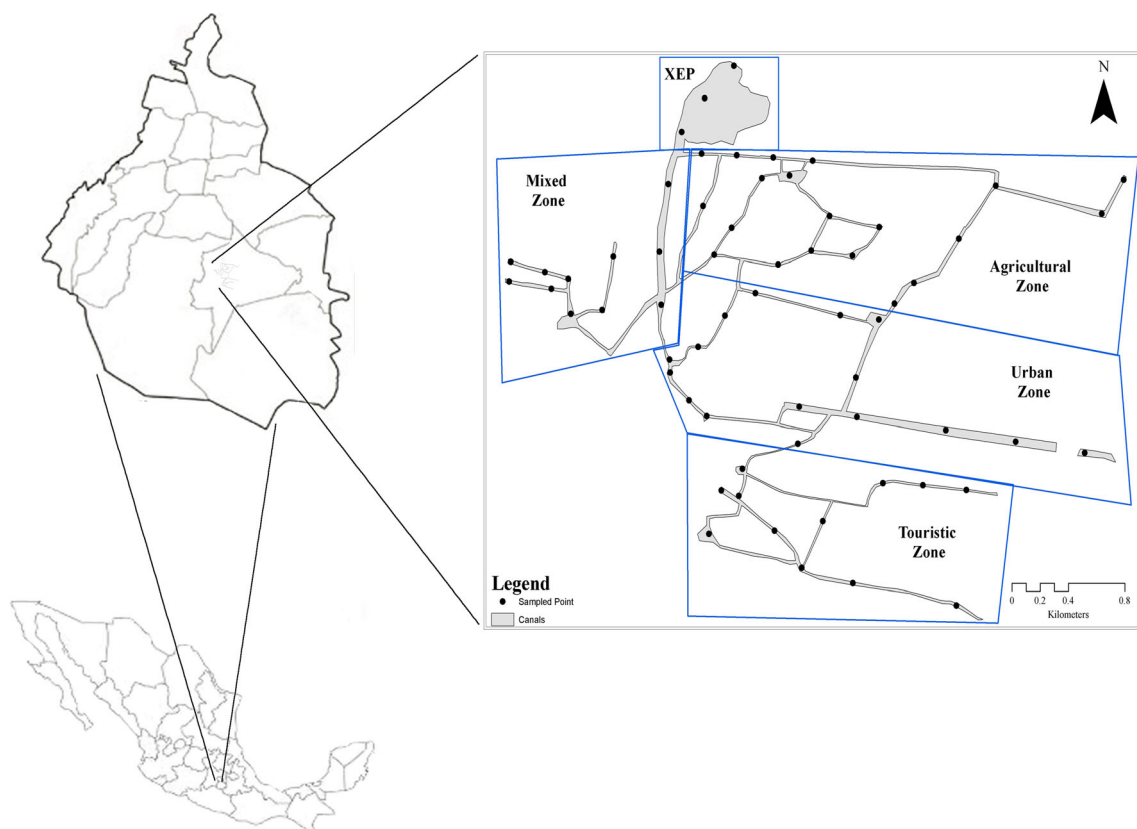 XEP
N
Mixed
Zone
Agricultural
Zone
Urban
Zone
Touristic
Zone
Legend
Sampled Point
Canals
0 0.2 0.4 0.8
Kilometers